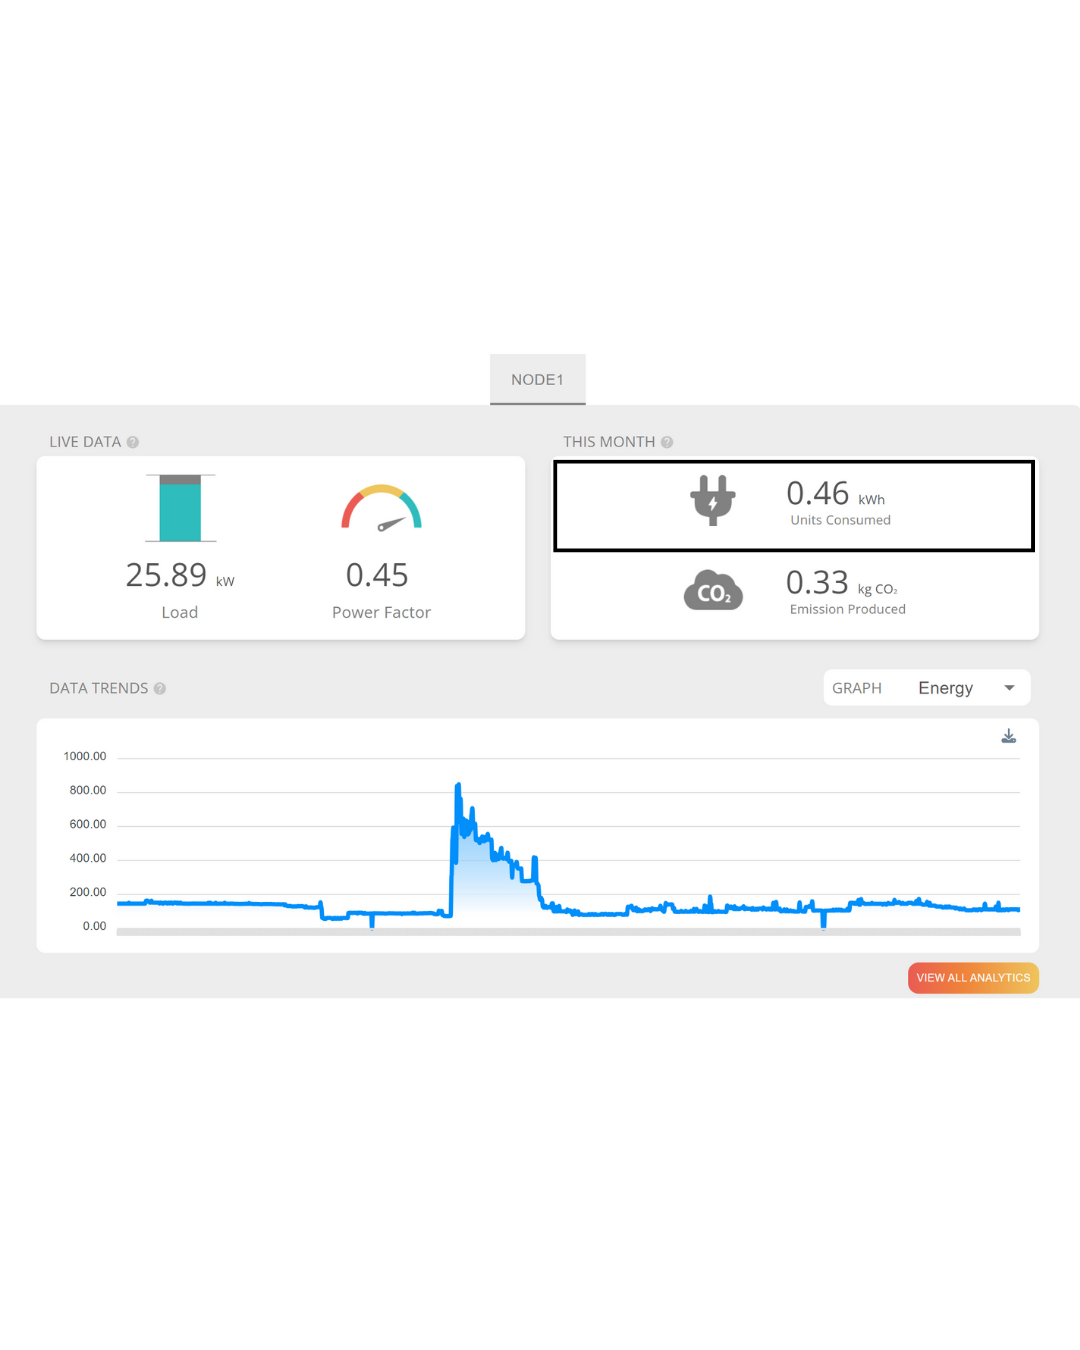 NODE1
LIVE DATA ?
THIS MONTH ?
25.89 kW
Load
0.45
Power Factor
0.46 kWh
Units Consumed
CO₂
0.33 kg CO₂
Emission Produced
DATA TRENDS ?
GRAPH Energy
1000.00
800.00
600.00
400.00
200.00
0.00
VIEW ALL ANALYTICS